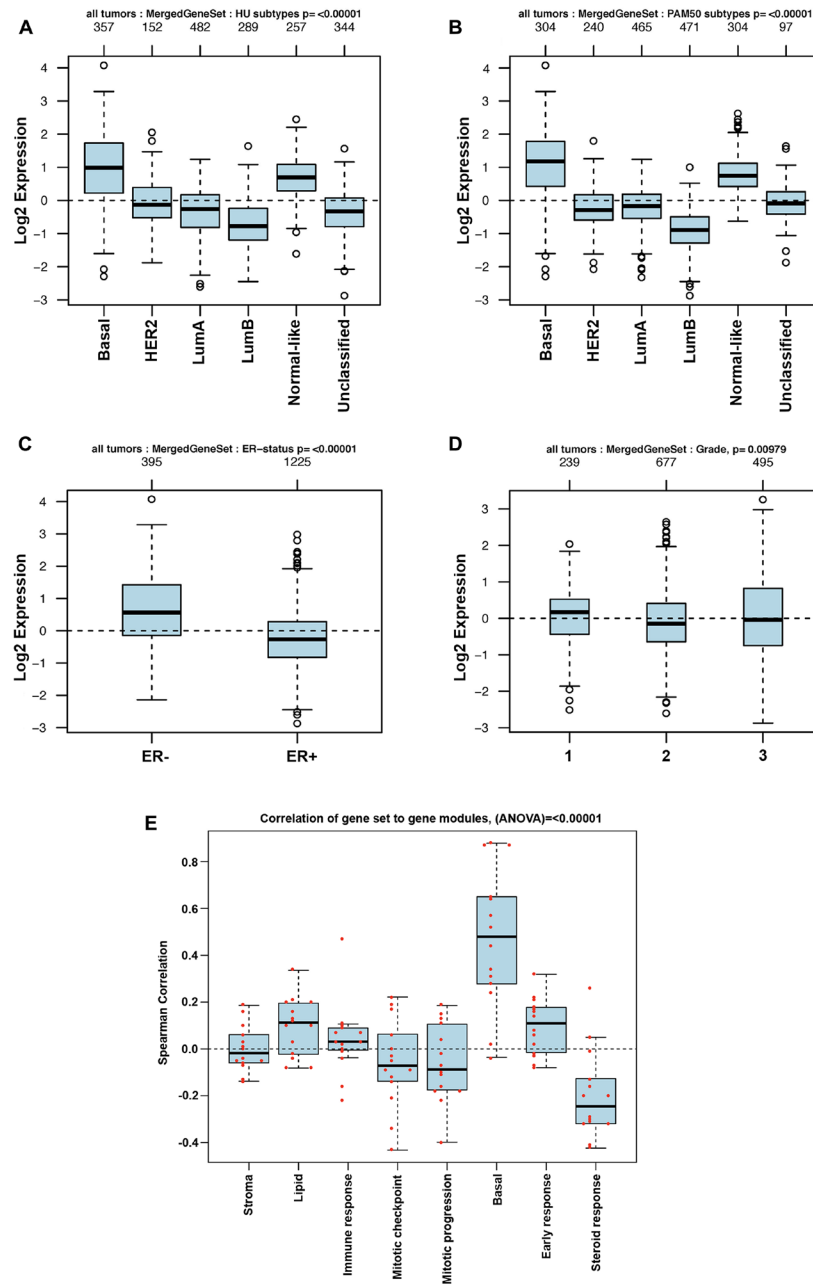 A
all tumors : MergedGeneSet : HU subtypes p= <0.00001
357 152 482 289 257 344
4
3
2
1
0
−1
−2
−3
Log2 Expression
Basal
HER2
LumA
LumB
Normal-like
Unclassified
B
all tumors : MergedGeneSet : PAM50 subtypes p= <0.00001
304 240 465 471 304 97
4
3
2
1
0
−1
−2
−3
Log2 Expression
Basal
HER2
LumA
LumB
Normal-like
Unclassified
C
all tumors : MergedGeneSet : ER−status p= <0.00001
395 1225
4
3
2
1
0
−1
−2
−3
Log2 Expression
ER-
ER+
D
all tumors : MergedGeneSet : Grade, p= 0.00979
239 677 495
3
2
1
0
−1
−2
−3
Log2 Expression
1 2 3
E
Correlation of gene set to gene modules, (ANOVA)=<0.00001
0.8
0.6
0.4
0.2
0.0
-0.2
-0.4
Spearman Correlation
Stroma
Lipid
Immune response
Mitotic checkpoint
Mitotic progression
Basal
Early response
Steroid response